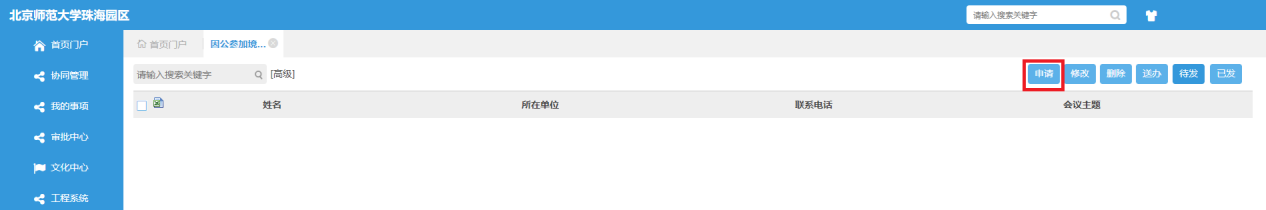 北京师范大学珠海园区
请输入搜索关键字
首页门户
协同管理
我的事项
审批中心
文化中心
工程系统
首页门户 因公参加境...
请输入搜索关键字 [高级] 申请 修改 删除 送办 待发 已发
姓名 所在单位 联系电话 会议主题